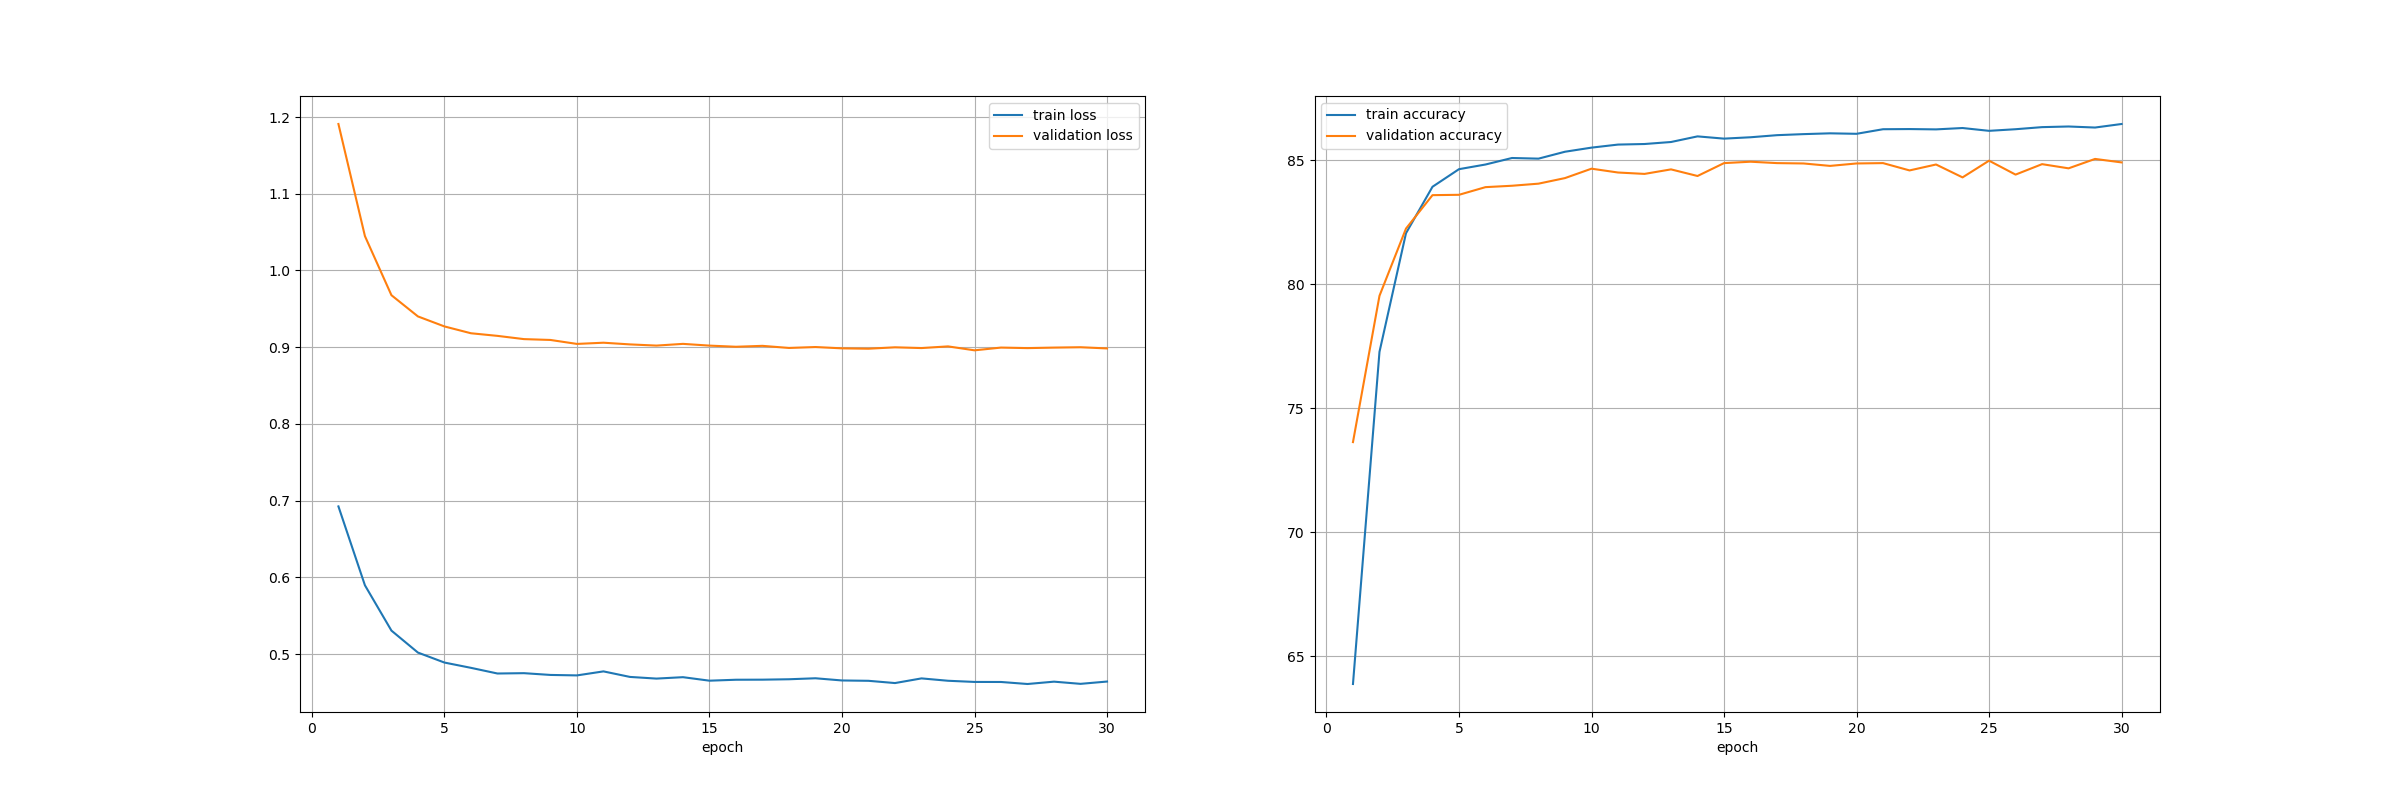 train loss
validation loss
1.2
1.1
1.0
0.9
0.8
0.7
0.6
0.5
0 5 10 15 20 25 30
epoch
train accuracy
validation accuracy
85
80
75
70
65
0 5 10 15 20 25 30
epoch